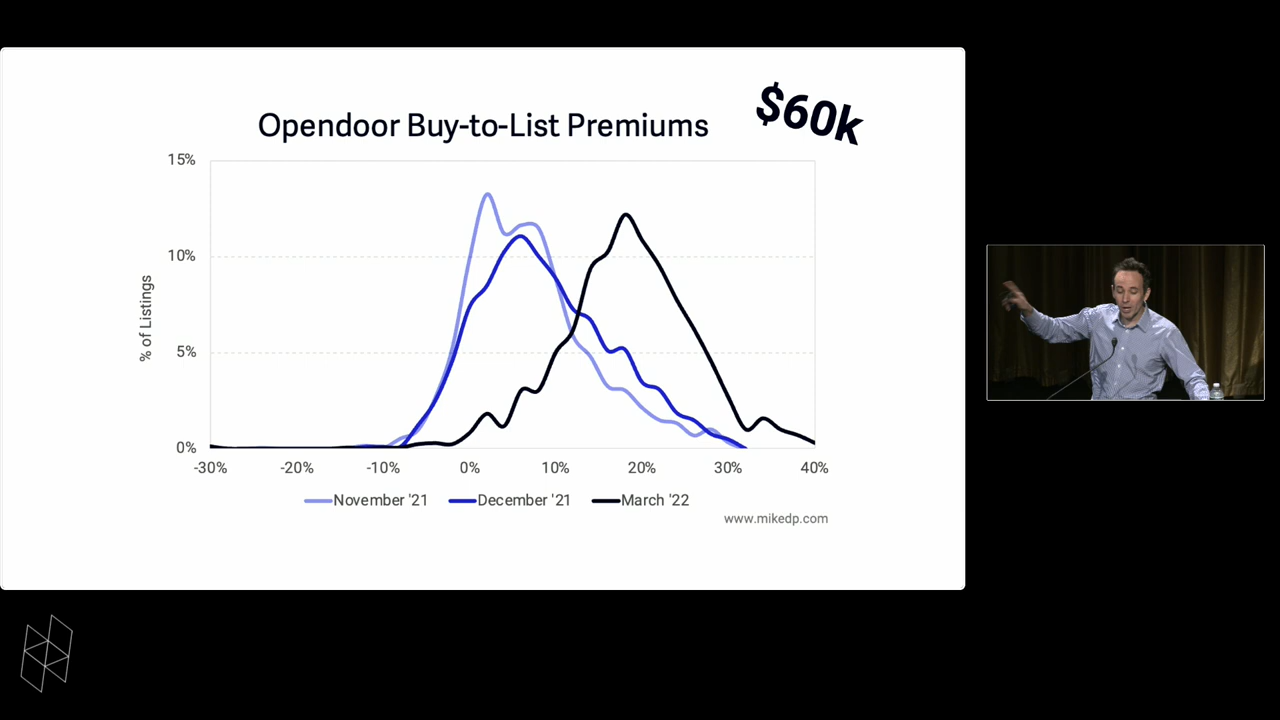 $60k
Opendoor Buy-to-List Premiums
15%
10%
5%
0%
% of Listings
-30% -20% -10% 0% 10% 20% 30% 40%
November '21 December '21 March '22
www.mikedp.com